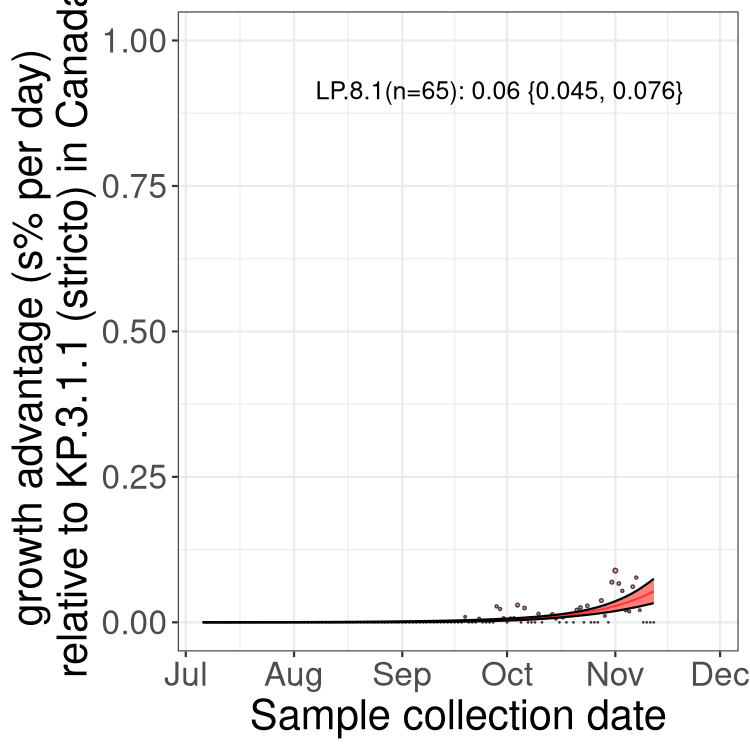 growth advantage (s% per day)
relative to KP.3.1.1 (stricto) in Canada
1.00
0.75
0.50
0.25
0.00
LP.8.1(n=65): 0.06 {0.045, 0.076}
Jul Aug Sep Oct Nov Dec
Sample collection date